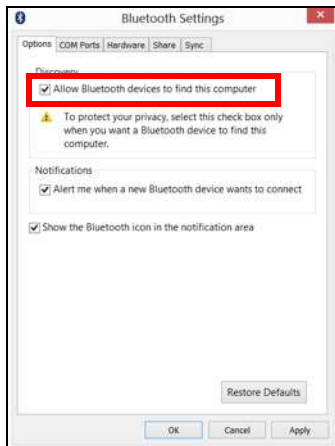 Bluetooth Settings
Options COM Ports Hardware Share Sync
Discovery
Allow Bluetooth devices to find this computer
To protect your privacy, select this check box only
when you want a Bluetooth device to find this
computer.
Notifications
Alert me when a new Bluetooth device wants to connect
Show the Bluetooth icon in the notification area
Restore Defaults
OK Cancel Apply